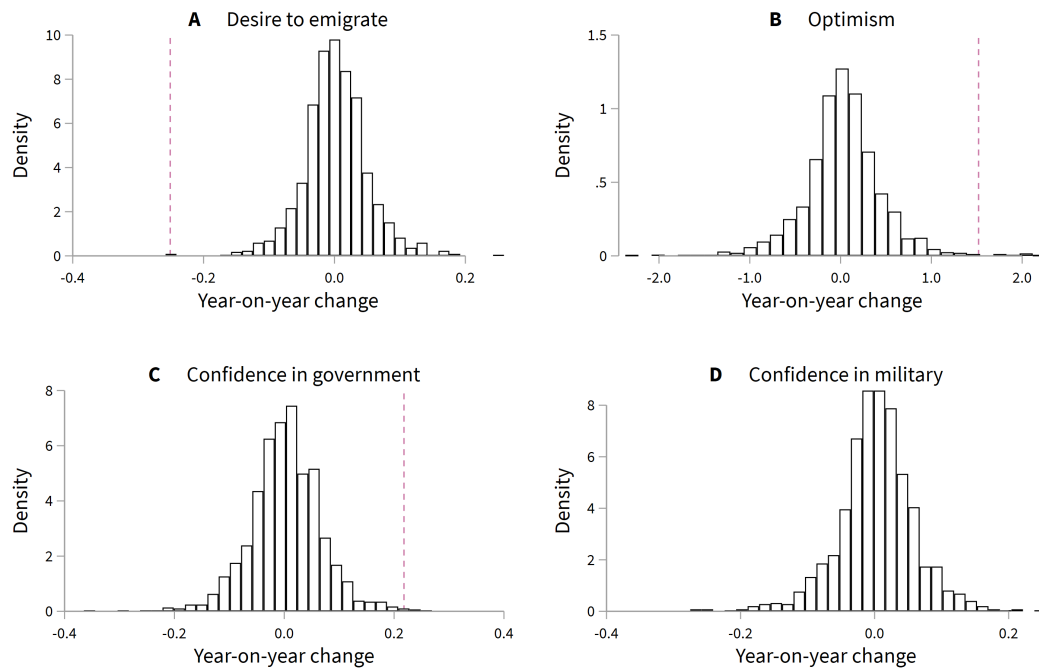 A Desire to emigrate
10
8
6
4
2
0
Density
-0.4 -0.2 0.0 0.2
Year-on-year change
B Optimism
1.5
1
.5
0
Density
-2.0 -1.0 0.0 1.0 2.0
Year-on-year change
C Confidence in government
8
6
4
2
0
Density
-0.4 -0.2 0.0 0.2 0.4
Year-on-year change
D Confidence in military
8
6
4
2
0
Density
-0.4 -0.2 0.0 0.2
Year-on-year change